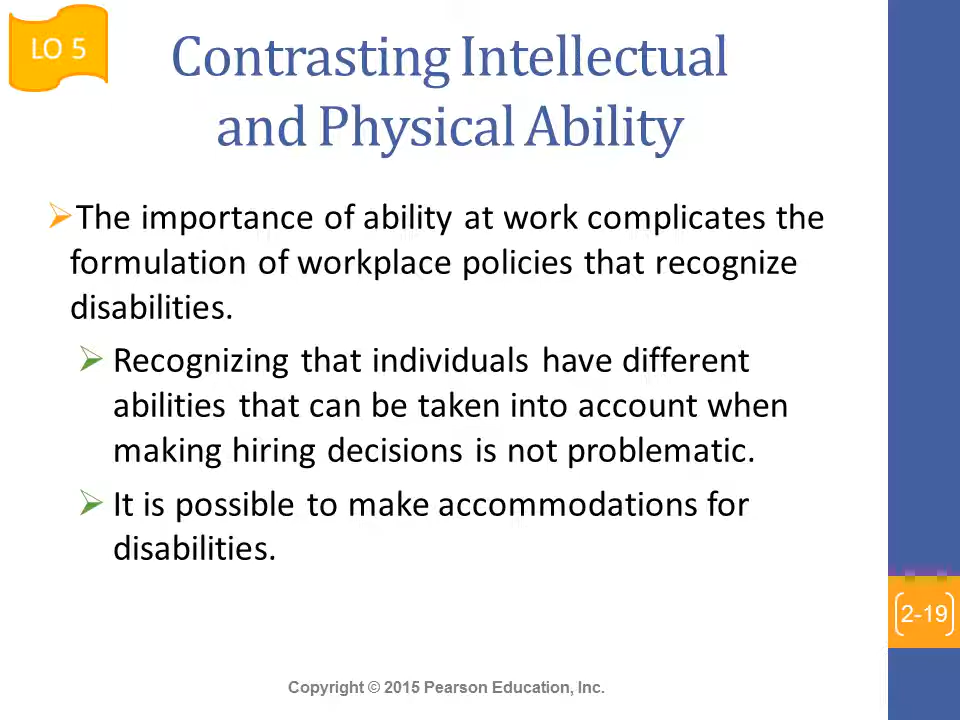 LO 5
Contrasting Intellectual
and Physical Ability
The importance of ability at work complicates the
formulation of workplace policies that recognize
disabilities.
Recognizing that individuals have different
abilities that can be taken into account when
making hiring decisions is not problematic.
It is possible to make accommodations for
disabilities.
2-19
Copyright © 2015 Pearson Education, Inc.